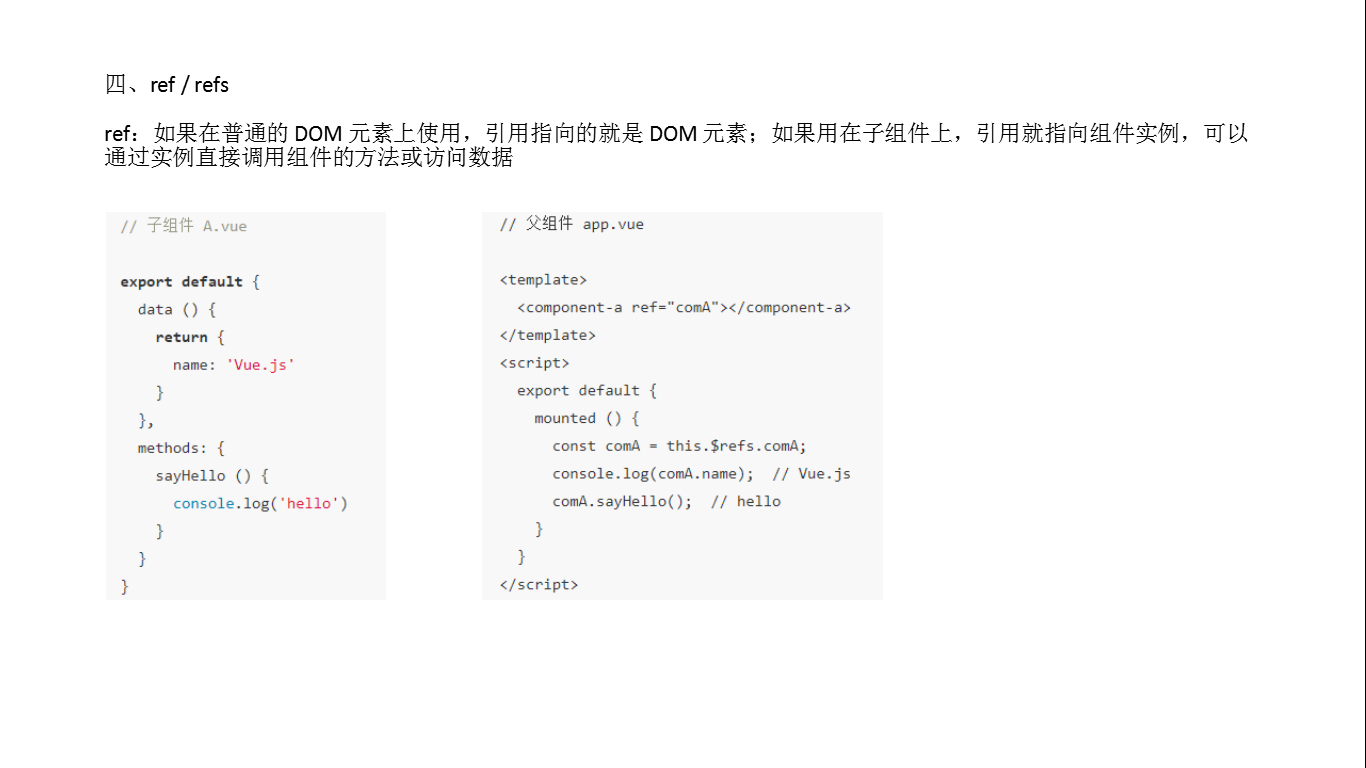 四、ref / refs
ref：如果在普通的 DOM 元素上使用，引用指向的就是 DOM 元素；如果用在子组件上，引用就指向组件实例，可以
通过实例直接调用组件的方法或访问数据
// 子组件 A.vue
export default {
  data () {
    return {
      name: 'Vue.js'
    }
  },
  methods: {
    sayHello () {
      console.log('hello')
    }
  }
}
// 父组件 app.vue
<template>
  <component-a ref="comA"></component-a>
</template>
<script>
  export default {
    mounted () {
      const comA = this.$refs.comA;
      console.log(comA.name);  // Vue.js
      comA.sayHello();  // hello
    }
  }
</script>